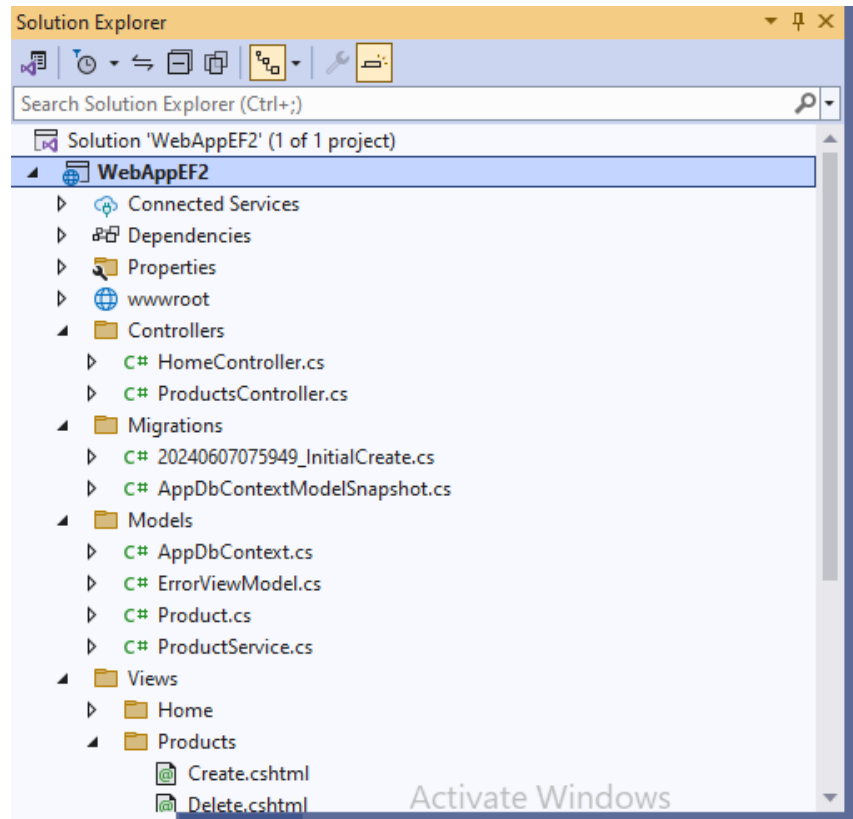 Solution Explorer
Search Solution Explorer (Ctrl+;)
Solution 'WebAppEF2' (1 of 1 project)
WebAppEF2
Connected Services
Dependencies
Properties
wwwroot
Controllers
C# HomeController.cs
C# ProductsController.cs
Migrations
C# 20240607075949_InitialCreate.cs
C# AppDbContextModelSnapshot.cs
Models
C# AppDbContext.cs
C# ErrorViewModel.cs
C# Product.cs
C# ProductService.cs
Views
Home
Products
Create.cshtml
Delete.cshtml
Activate Windows